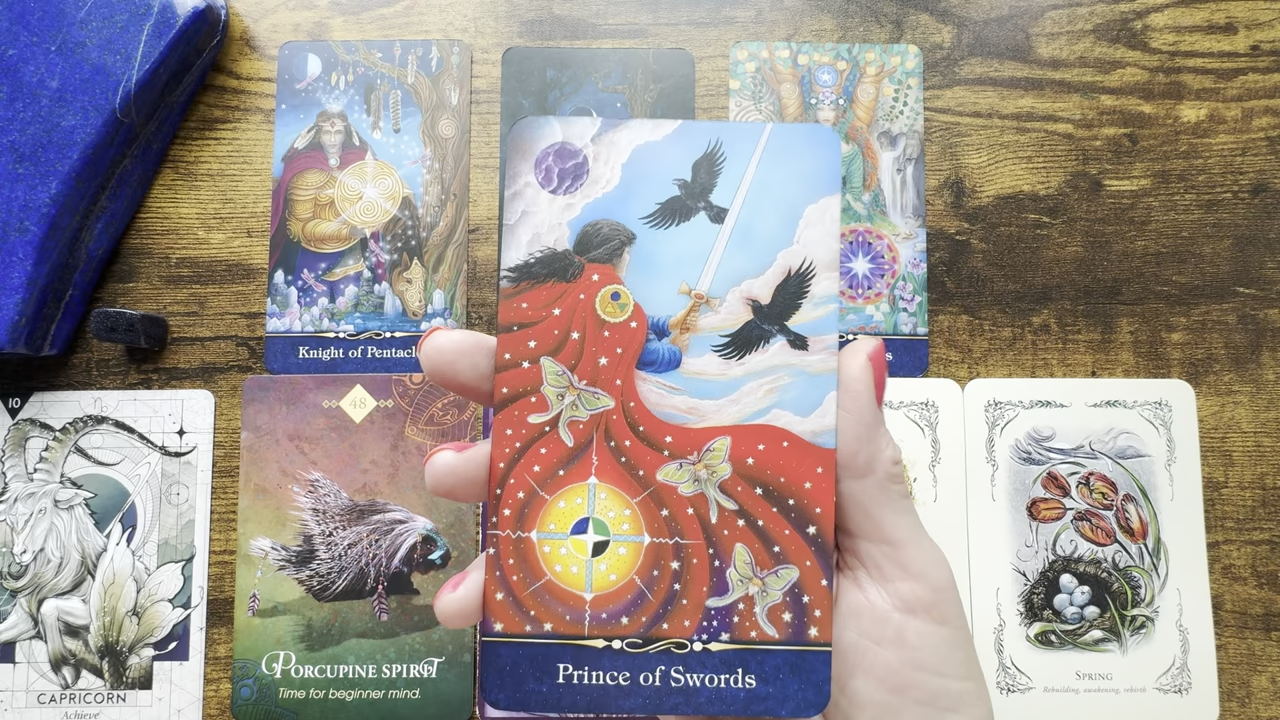 Knight of Pentacl
Prince of Swords
10
CAPRICORN
Achieve
48
PORCUPINE SPIRIT
Time for beginner mind.
SPRING
Rebuilding, awakening, rebirth